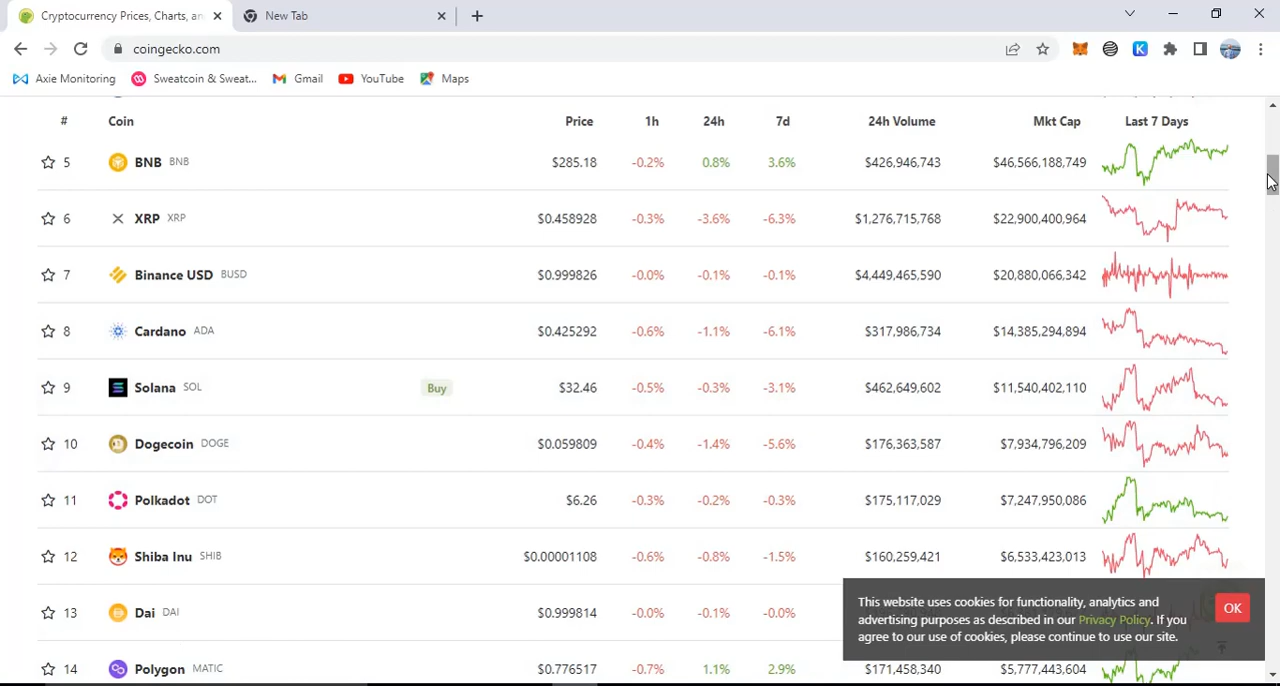 Cryptocurrency Prices, Charts, an
New Tab
coingecko.com
Axie Monitoring
Sweatcoin & Sweat...
Gmail
YouTube
Maps
# Coin Price 1h 24h 7d 24h Volume Mkt Cap Last 7 Days
5 BNB BNB $285.18 -0.2% 0.8% 3.6% $426,946,743 $46,566,188,749
6 XRP XRP $0.458928 -0.3% -3.6% -6.3% $1,276,715,768 $22,900,400,964
7 Binance USD BUSD $0.999826 -0.0% -0.1% -0.1% $4,449,465,590 $20,880,066,342
8 Cardano ADA $0.425292 -0.6% -1.1% -6.1% $317,986,734 $14,385,294,894
9 Solana SOL Buy $32.46 -0.5% -0.3% -3.1% $462,649,602 $11,540,402,110
10 Dogecoin DOGE $0.059809 -0.4% -1.4% -5.6% $176,363,587 $7,934,796,209
11 Polkadot DOT $6.26 -0.3% -0.2% -0.3% $175,117,029 $7,247,950,086
12 Shiba Inu SHIB $0.00001108 -0.6% -0.8% -1.5% $160,259,421 $6,533,423,013
13 Dai DAI $0.999814 -0.0% -0.1% -0.0%
14 Polygon MATIC $0.776517 -0.7% 1.1% 2.9% $171,458,340 $5,777,443,604
This website uses cookies for functionality, analytics and
advertising purposes as described in our Privacy Policy. If you
agree to our use of cookies, please continue to use our site.
OK